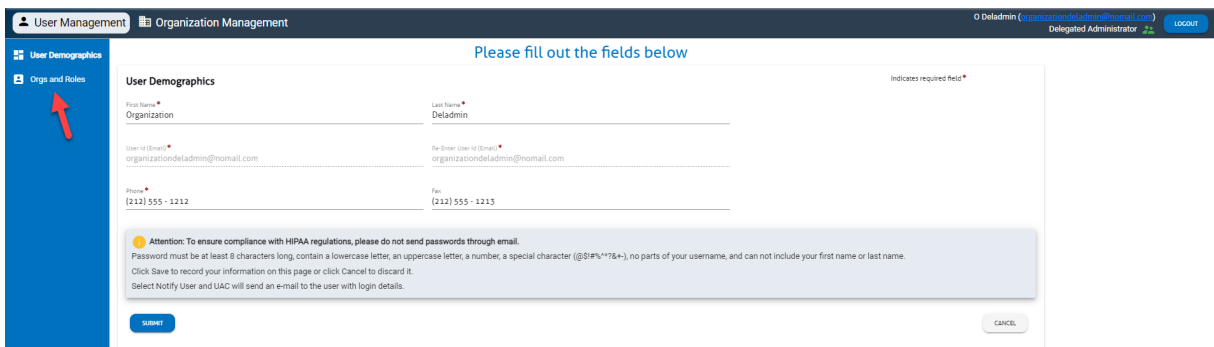 User Management Organization Management
O Deladmin (organizationdeladmin@nomail.com)
Delegated Administrator
LOGOUT
User Demographics
Orgs and Roles
Please fill out the fields below
User Demographics
Indicates required field*
First Name*
Organization
Last Name*
Deladmin
User Id (Email)*
organizationdeladmin@nomail.com
Re-Enter User Id (Email)*
organizationdeladmin@nomail.com
Phone*
(212) 555 - 1212
Fax
(212) 555 - 1213
Attention: To ensure compliance with HIPAA regulations, please do not send passwords through email.
Password must be at least 8 characters long, contain a lowercase letter, an uppercase letter, a number, a special character (@$!#%^*?&+-), no parts of your username, and can not include your first name or last name.
Click Save to record your information on this page or click Cancel to discard it.
Select Notify User and UAC will send an e-mail to the user with login details.
SUBMIT
CANCEL